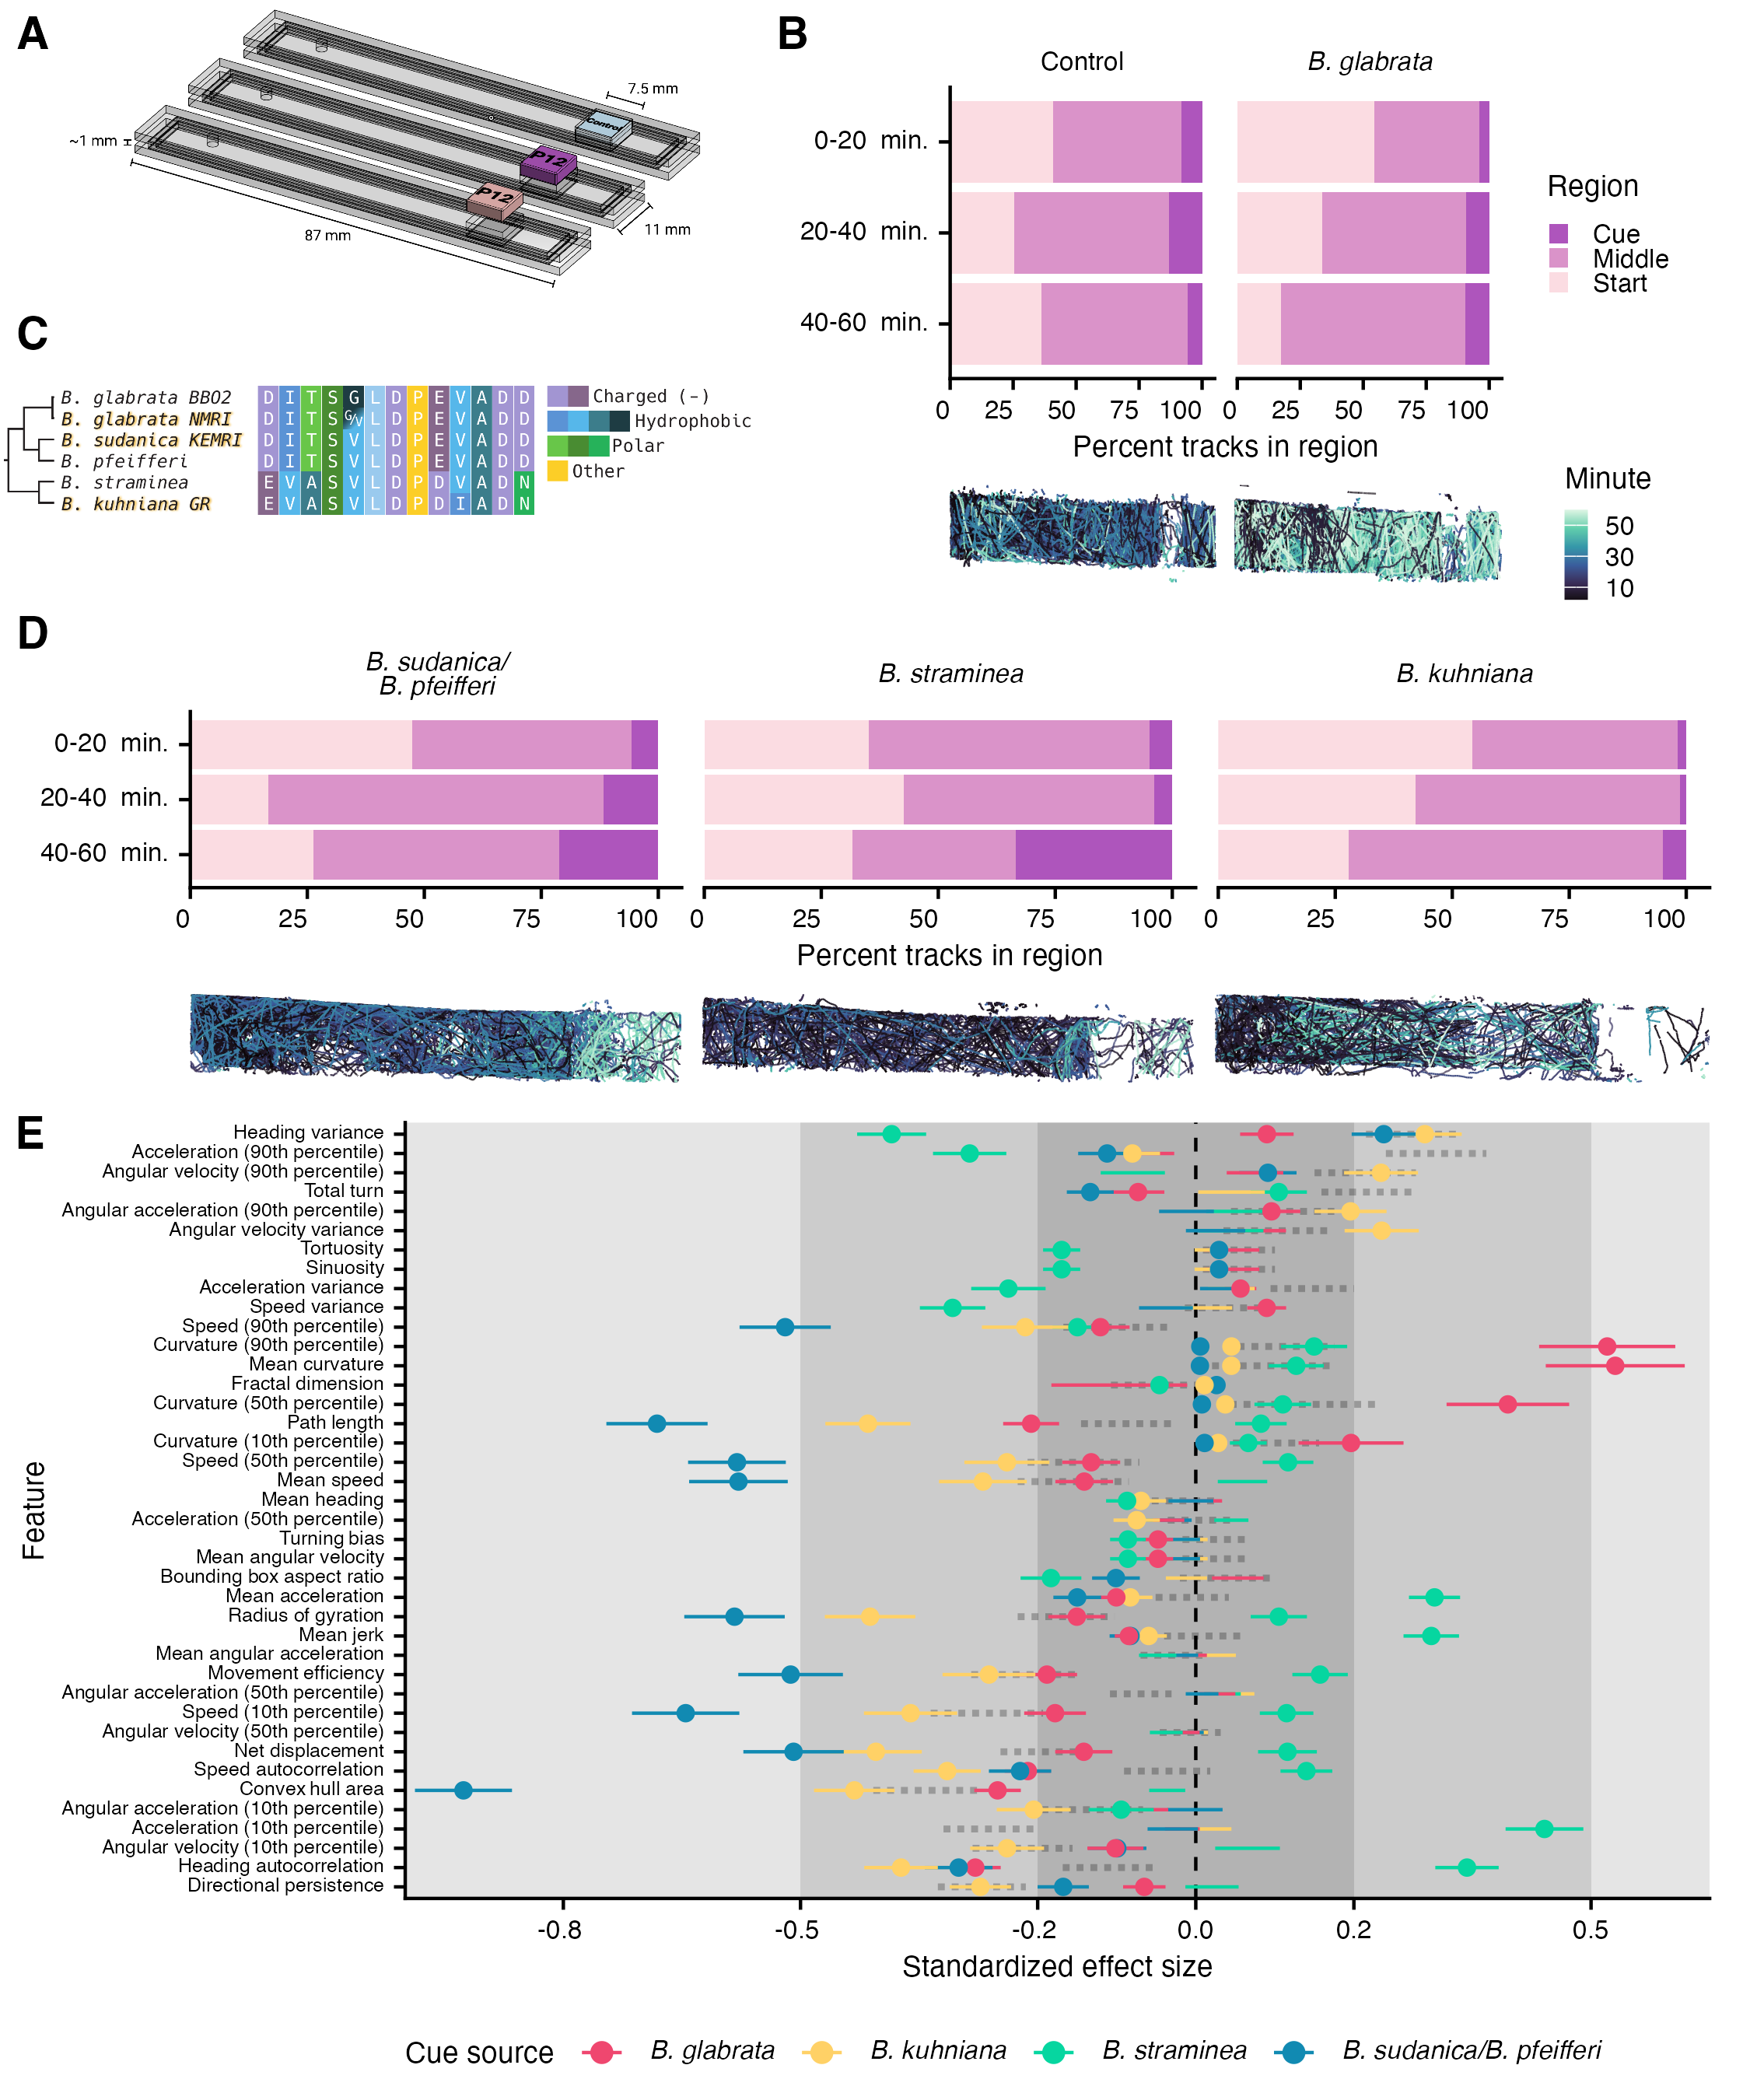 A
7.5 mm
Control
~1 mm
P12
P12
87 mm
11 mm
B
Control
B. glabrata
0-20 min.
20-40 min.
40-60 min.
0 25 50 75 100
0 25 50 75 100
Percent tracks in region
Region
Cue
Middle
Start
Minute
50
30
10
C
B. glabrata BBO2 D I T S G L D P E V A D D
B. glabrata NMRI D I T S G/V L D P E V A D D
B. sudanica KEMRI D I T S V L D P E V A D D
B. pfeifferi D I T S V L D P E V A D D
B. straminea E V A S V L D P D V A D N
B. kuhniana GR E V A S V L D P D I A D N
Charged (-)
Hydrophobic
Polar
Other
D
B. sudanica/
B. pfeifferi
B. straminea
B. kuhniana
0-20 min.
20-40 min.
40-60 min.
0 25 50 75 100
0 25 50 75 100
0 25 50 75 100
Percent tracks in region
E
Feature
Heading variance
Acceleration (90th percentile)
Angular velocity (90th percentile)
Total turn
Angular acceleration (90th percentile)
Angular velocity variance
Tortuosity
Sinuosity
Acceleration variance
Speed variance
Speed (90th percentile)
Curvature (90th percentile)
Mean curvature
Fractal dimension
Curvature (50th percentile)
Path length
Curvature (10th percentile)
Speed (50th percentile)
Mean speed
Mean heading
Acceleration (50th percentile)
Turning bias
Mean angular velocity
Bounding box aspect ratio
Mean acceleration
Radius of gyration
Mean jerk
Mean angular acceleration
Movement efficiency
Angular acceleration (50th percentile)
Speed (10th percentile)
Angular velocity (50th percentile)
Net displacement
Speed autocorrelation
Convex hull area
Angular acceleration (10th percentile)
Acceleration (10th percentile)
Angular velocity (10th percentile)
Heading autocorrelation
Directional persistence
-0.8 -0.5 -0.2 0.0 0.2 0.5
Standardized effect size
Cue source B. glabrata B. kuhniana B. straminea B. sudanica/B. pfeifferi